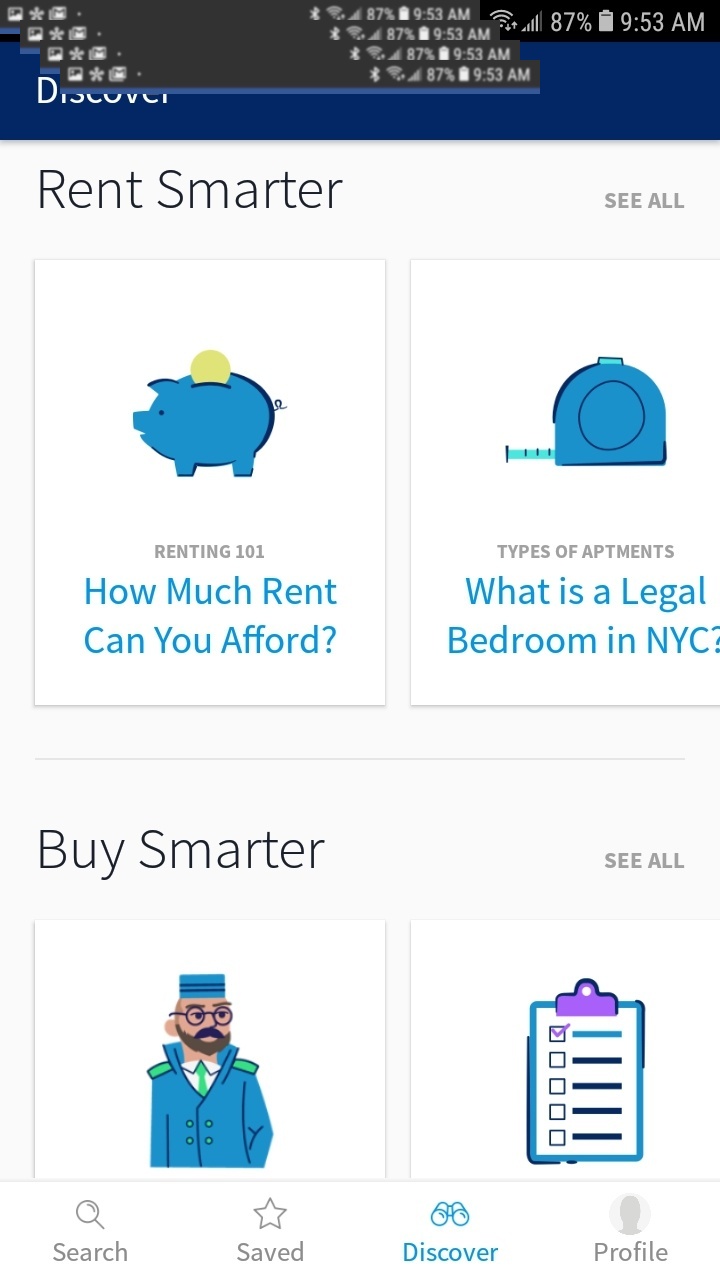 87% 9:53 AM
87% 9:53 AM
87% 9:53 AM
87% 9:53 AM
87% 9:53 AM
Discover
Rent Smarter
SEE ALL
RENTING 101
How Much Rent
Can You Afford?
TYPES OF APTMENTS
What is a Legal
Bedroom in NYC?
Buy Smarter
SEE ALL
Search
Saved
Discover
Profile